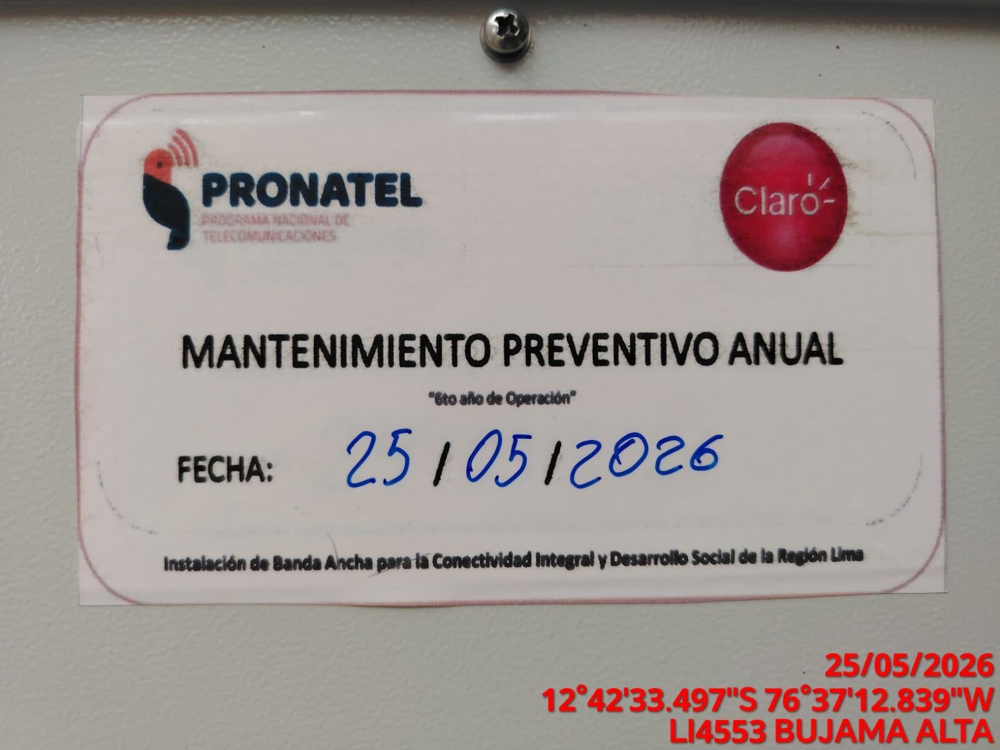 PRONATEL
PROGRAMA NACIONAL DE
TELECOMUNICACIONES
Claro
MANTENIMIENTO PREVENTIVO ANUAL
"6to año de Operación"
FECHA: 25/05/2026
Instalación de Banda Ancha para la Conectividad Integral y Desarrollo Social de la Región Lima
25/05/2026
12°42'33.497"S 76°37'12.839"W
LI4553 BUJAMA ALTA